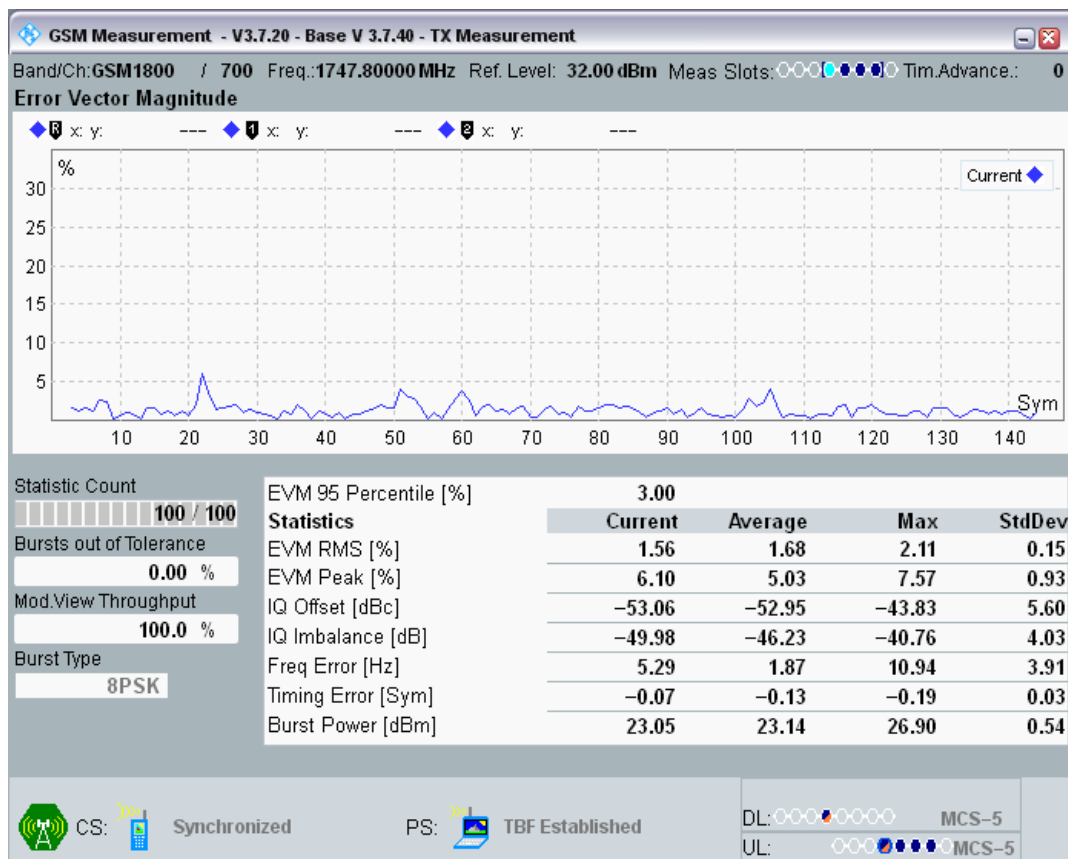 GSM Measurement - V3.7.20 - Base V 3.7.40 - TX Measurement
Band/Ch:GSM1800 / 700 Freq.:1747.80000 MHz Ref. Level: 32.00 dBm Meas Slots: Tim.Advance.: 0
Error Vector Magnitude
R x: y: --- 1 x: y: --- 2 x: y: ---
%
Current
30
25
20
15
10
5
Sym
10 20 30 40 50 60 70 80 90 100 110 120 130 140
Statistic Count
100 / 100
Bursts out of Tolerance
0.00 %
Mod.View Throughput
100.0 %
Burst Type
8PSK
EVM 95 Percentile [%] 3.00
Statistics Current Average Max StdDev
EVM RMS [%] 1.56 1.68 2.11 0.15
EVM Peak [%] 6.10 5.03 7.57 0.93
IQ Offset [dBc] −53.06 −52.95 −43.83 5.60
IQ Imbalance [dB] −49.98 −46.23 −40.76 4.03
Freq Error [Hz] 5.29 1.87 10.94 3.91
Timing Error [Sym] −0.07 −0.13 −0.19 0.03
Burst Power [dBm] 23.05 23.14 26.90 0.54
CS: Synchronized PS: TBF Established
DL: MCS−5
UL: MCS−5